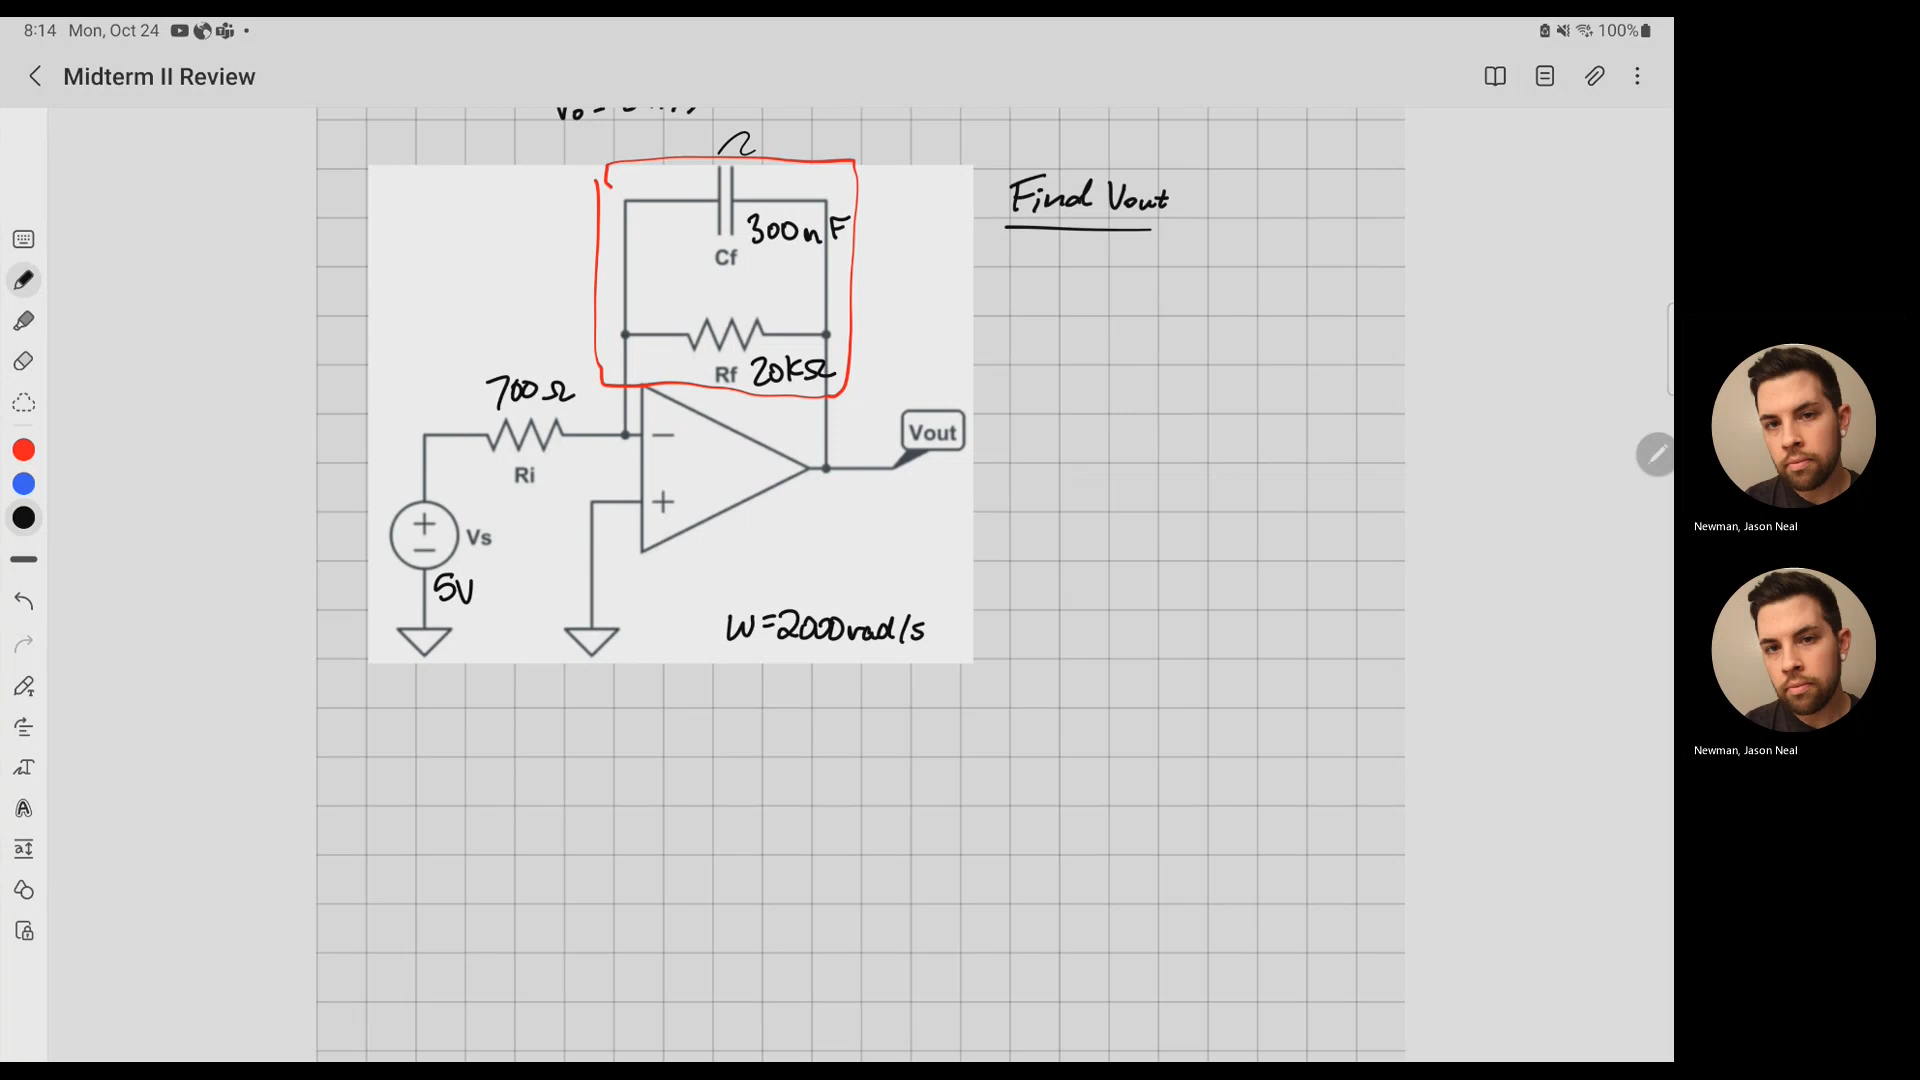 8:14 Mon, Oct 24
100%
Midterm II Review
Find Vout
300nF
Cf
Rf 20KΩ
700Ω
Ri
Vout
Vs
5V
W=2000rad/s
Newman, Jason Neal
Newman, Jason Neal